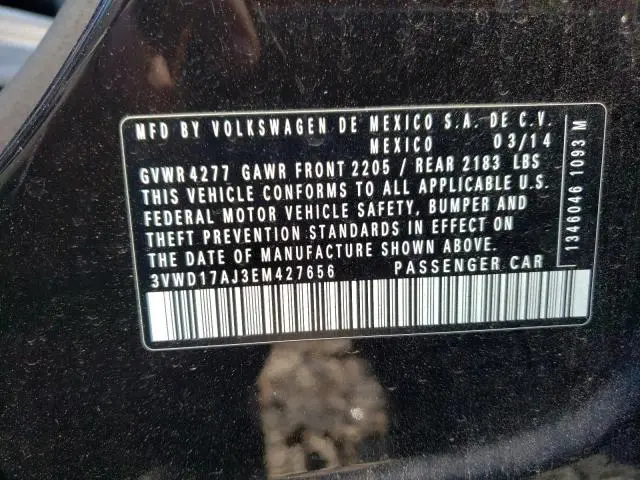 MFD BY VOLKSWAGEN DE MEXICO S.A. DE C.V.
MEXICO 03/14
GVWR 4277 GAWR FRONT 2205 / REAR 2183 LBS
THIS VEHICLE CONFORMS TO ALL APPLICABLE U.S.
FEDERAL MOTOR VEHICLE SAFETY, BUMPER AND
THEFT PREVENTION STANDARDS IN EFFECT ON
THE DATE OF MANUFACTURE SHOWN ABOVE.
3VWD17AJ3EM427656 PASSENGER CAR
1346046 1093 M